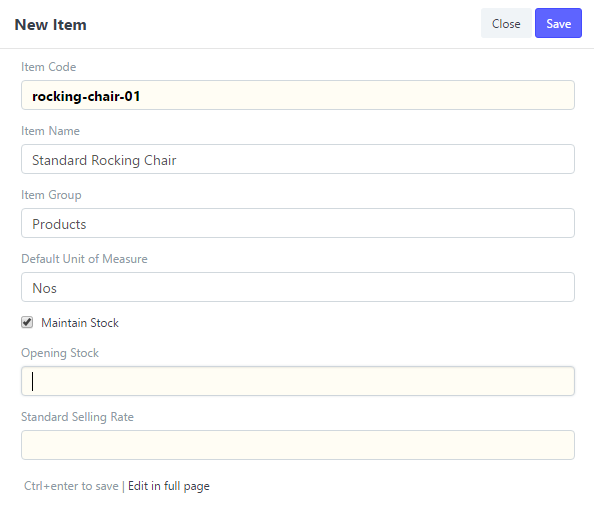 New Item
Close
Save
Item Code
rocking-chair-01
Item Name
Standard Rocking Chair
Item Group
Products
Default Unit of Measure
Nos
Maintain Stock
Opening Stock
Standard Selling Rate
Ctrl+enter to save | Edit in full page